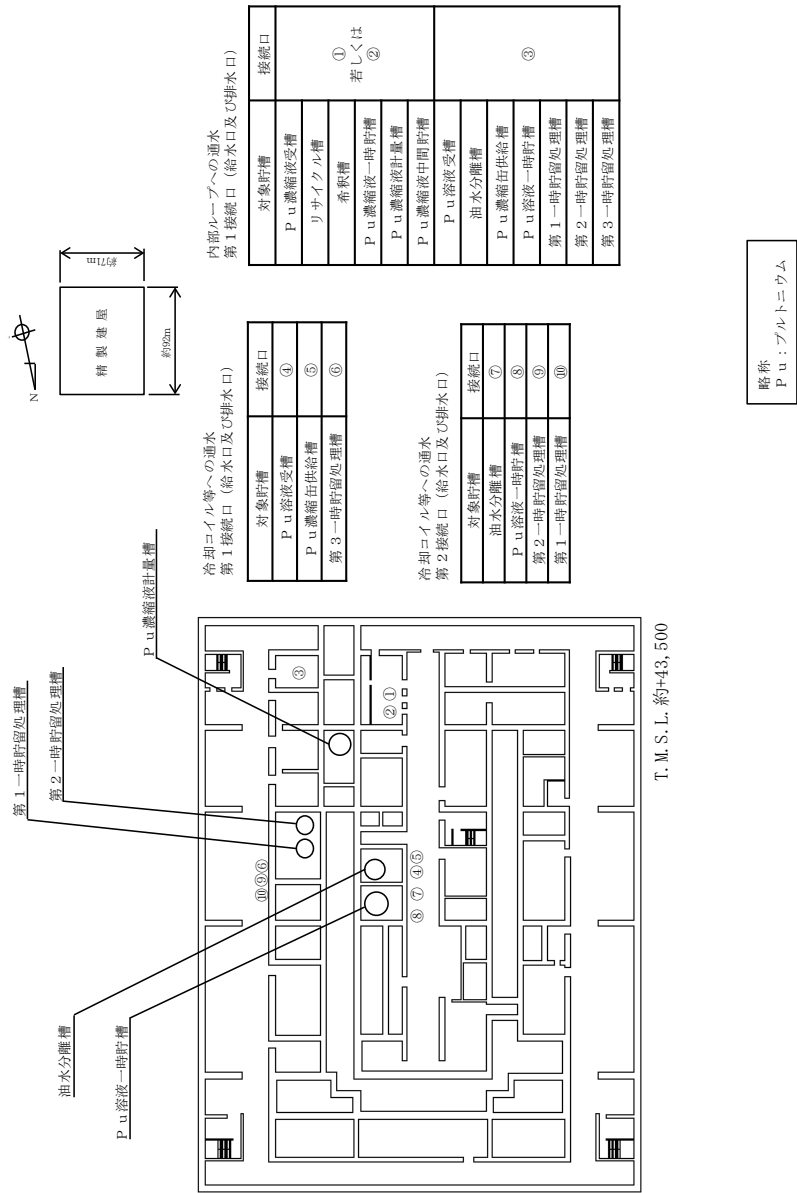 N
精製建屋
約92m
約71m
内部ループへの通水
第1接続口（給水口及び排水口）
対象貯槽 接続口
Pu濃縮液受槽 ①若しくは②
リサイクル槽
希釈槽
Pu濃縮液一時貯槽
Pu濃縮液計量槽
Pu濃縮液中間貯槽
Pu溶液受槽 ③
油水分離槽
Pu濃縮缶供給槽
Pu溶液一時貯槽
第1一時貯留処理槽
第2一時貯留処理槽
第3一時貯留処理槽
冷却コイル等への通水
第1接続口（給水口及び排水口）
対象貯槽 接続口
Pu溶液受槽 ④
Pu濃縮缶供給槽 ⑤
第3一時貯留処理槽 ⑥
冷却コイル等への通水
第2接続口（給水口及び排水口）
対象貯槽 接続口
油水分離槽 ⑦
Pu溶液一時貯槽 ⑧
第2一時貯留処理槽 ⑨
第1一時貯留処理槽 ⑩
略称
Pu：プルトニウム
油水分離槽
Pu溶液一時貯槽
第1一時貯留処理槽
第2一時貯留処理槽
Pu濃縮液計量槽
⑩⑨⑥
③
⑧ ⑦ ④⑤
② ①
T.M.S.L.約+43,500